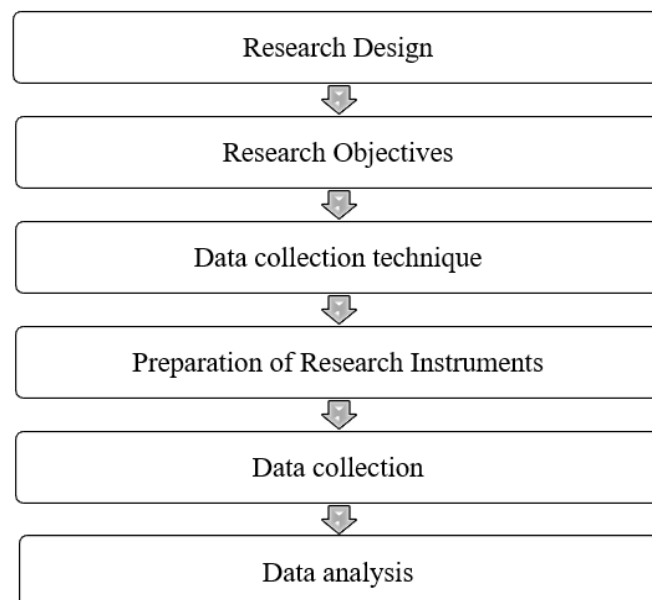 Research Design
Research Objectives
Data collection technique
Preparation of Research Instruments
Data collection
Data analysis